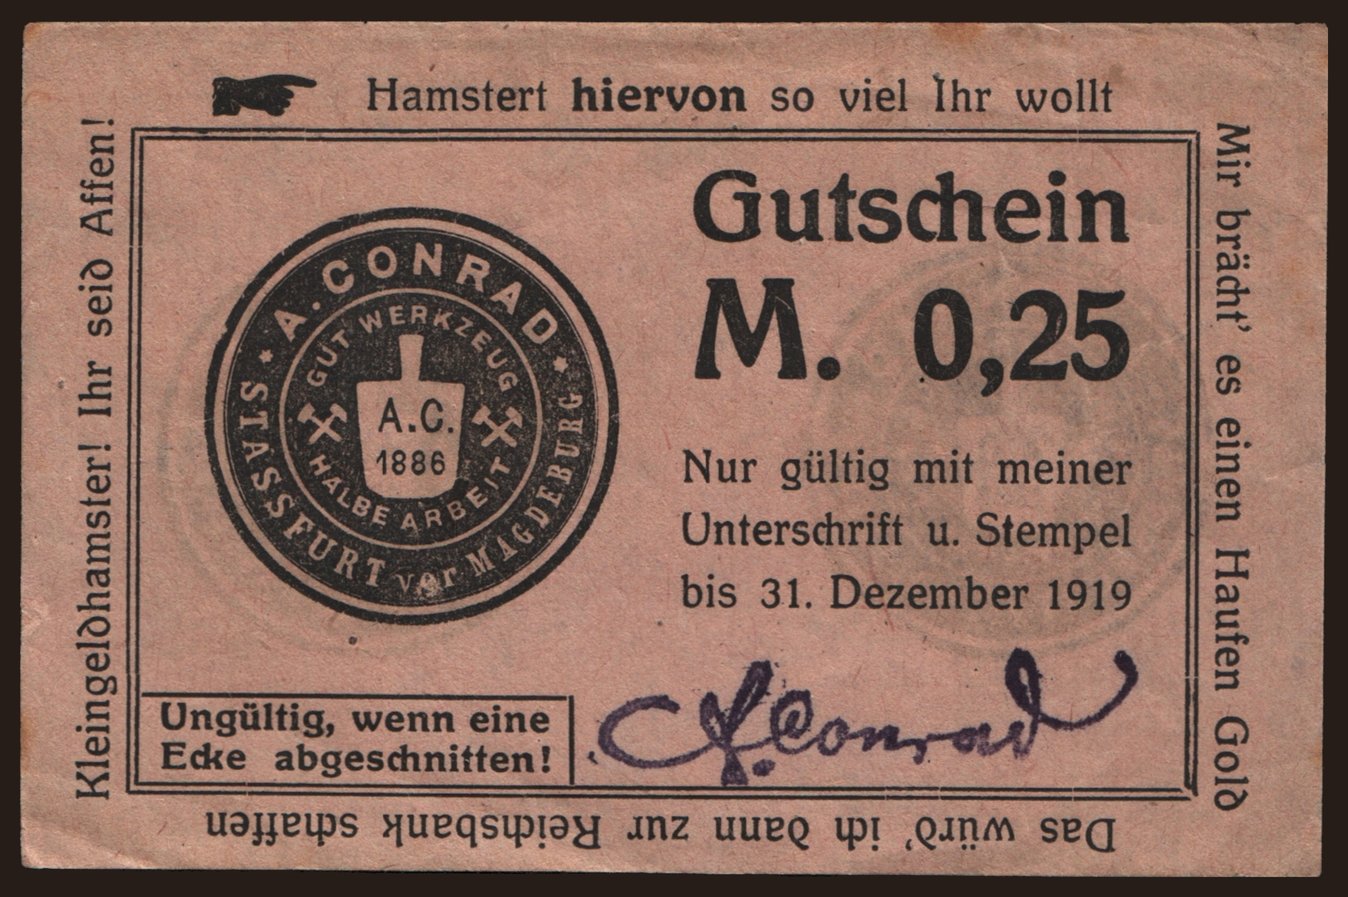 Hamstert hiervon so viel Ihr wollt
Mir brächt' es einen Haufen Gold
Das würd' ich dann zur Reichsbank schaffen
Kleingeldhamster! Ihr seid Affen!
A. CONRAD
STASSFURT vor MAGDEBURG
GUT WERKZEUG
HALBE ARBEIT
A.C.
1886
Gutschein
M. 0,25
Nur gültig mit meiner
Unterschrift u. Stempel
bis 31. Dezember 1919
Ungültig, wenn eine
Ecke abgeschnitten!
A. Conrad